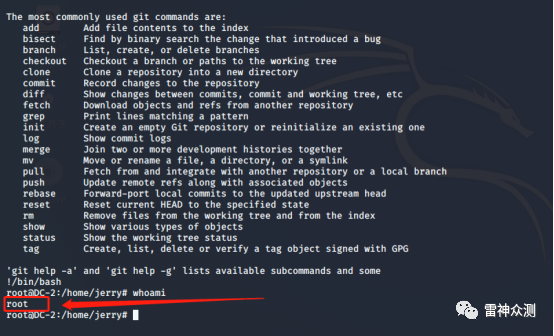 The most commonly used git commands are:
add Add file contents to the index
bisect Find by binary search the change that introduced a bug
branch List, create, or delete branches
checkout Checkout a branch or paths to the working tree
clone Clone a repository into a new directory
commit Record changes to the repository
diff Show changes between commits, commit and working tree, etc
fetch Download objects and refs from another repository
grep Print lines matching a pattern
init Create an empty Git repository or reinitialize an existing one
log Show commit logs
merge Join two or more development histories together
mv Move or rename a file, a directory, or a symlink
pull Fetch from and integrate with another repository or a local branch
push Update remote refs along with associated objects
rebase Forward-port local commits to the updated upstream head
reset Reset current HEAD to the specified state
rm Remove files from the working tree and from the index
show Show various types of objects
status Show the working tree status
tag Create, list, delete or verify a tag object signed with GPG
'git help -a' and 'git help -g' lists available subcommands and some
!/bin/bash
root@DC-2:/home/jerry# whoami
root
root@DC-2:/home/jerry#
雷神众测